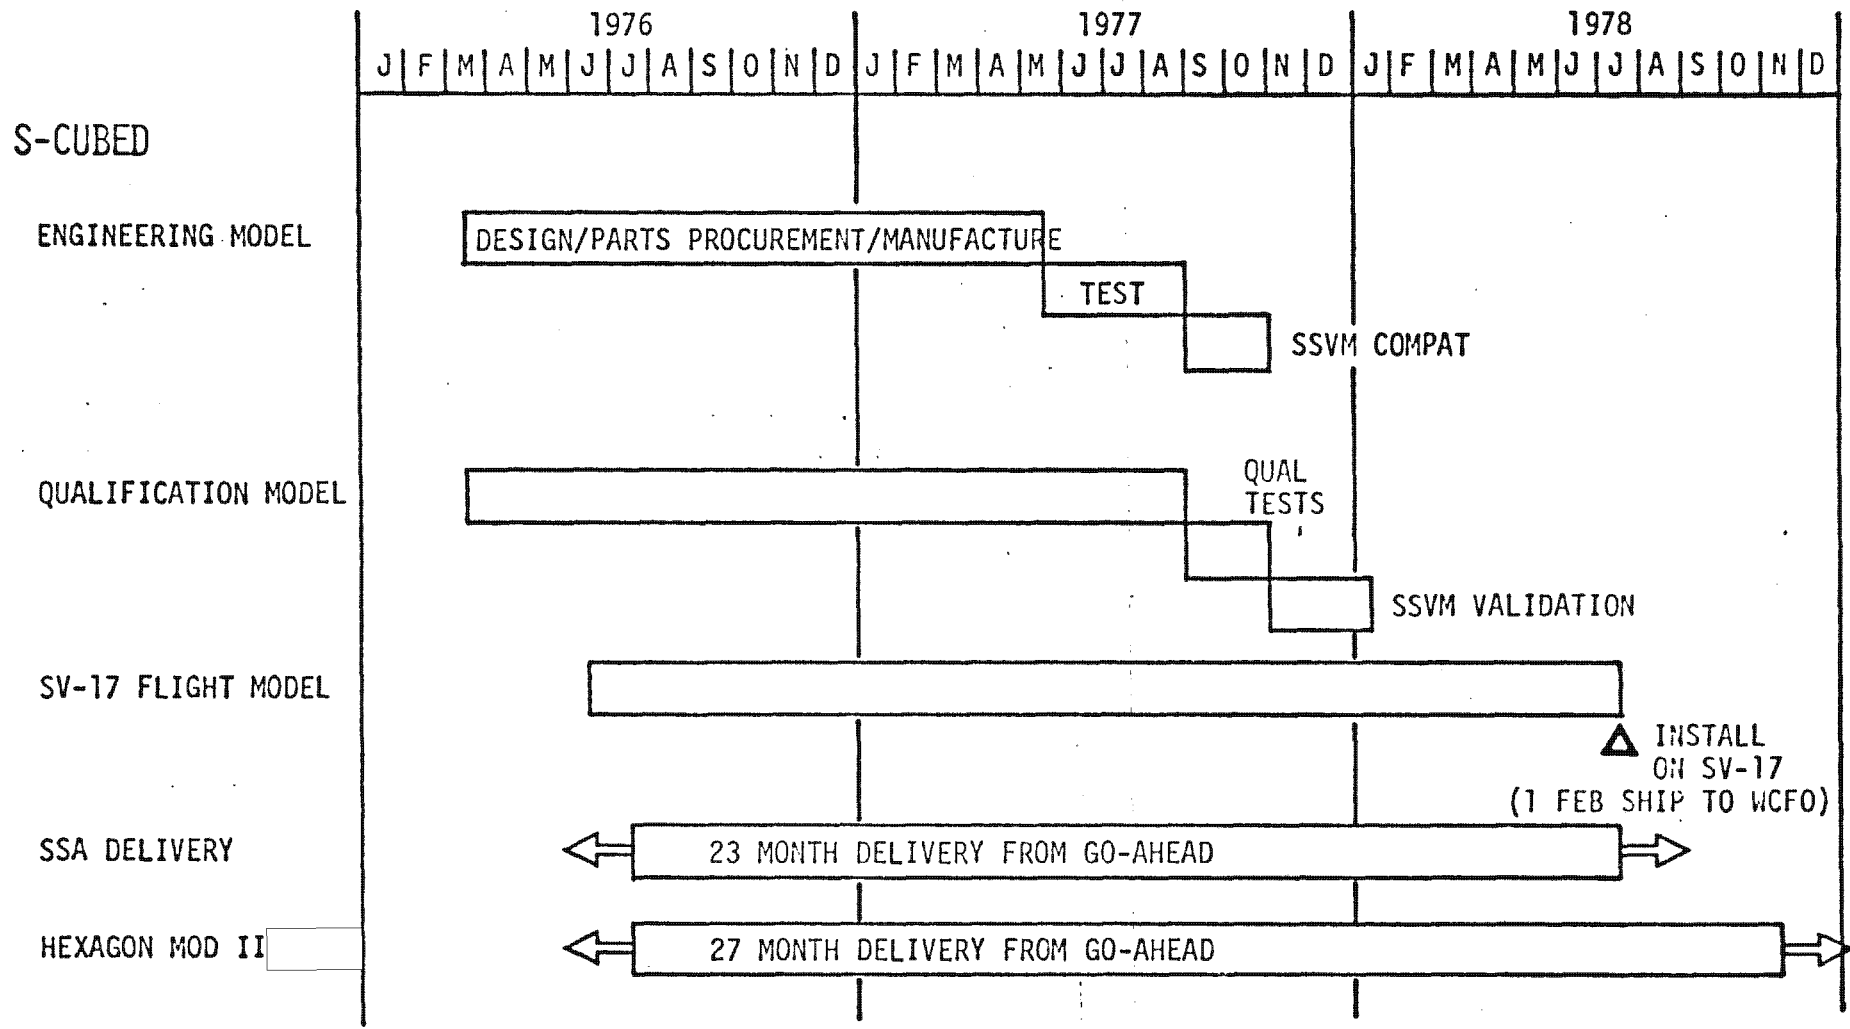 1976 1977 1978
J F M A M J J A S O N D J F M A M J J A S O N D J F M A M J J A S O N D
S-CUBED
ENGINEERING MODEL
DESIGN/PARTS PROCUREMENT/MANUFACTURE
TEST
SSVM COMPAT
QUALIFICATION MODEL
QUAL
TESTS
SSVM VALIDATION
SV-17 FLIGHT MODEL
INSTALL
ON SV-17
(1 FEB SHIP TO WCFO)
SSA DELIVERY
23 MONTH DELIVERY FROM GO-AHEAD
HEXAGON MOD II
27 MONTH DELIVERY FROM GO-AHEAD